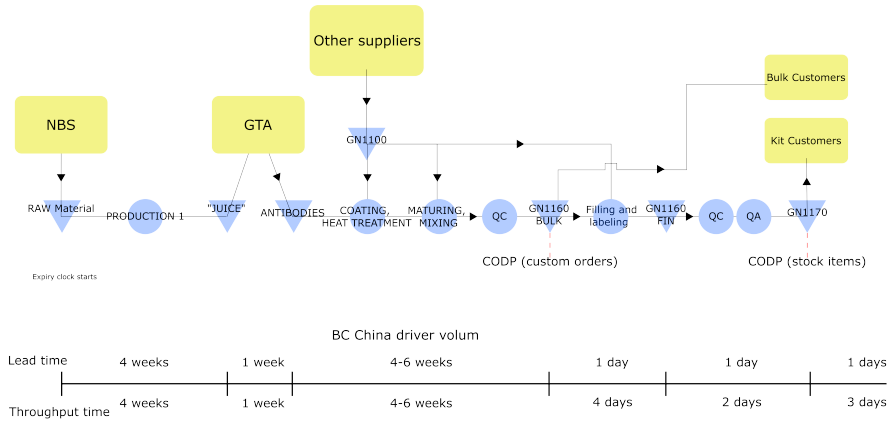 Other suppliers
Bulk Customers
NBS
GTA
Kit Customers
GN1100
RAW Material
PRODUCTION 1
"JUICE"
ANTIBODIES
COATING,
HEAT TREATMENT
MATURING,
MIXING
QC
GN1160
BULK
Filling and
labeling
GN1160
FIN
QC
QA
GN1170
CODP (custom orders)
CODP (stock items)
Expiry clock starts
BC China driver volum
Lead time
4 weeks
1 week
4-6 weeks
1 day
1 day
1 days
Throughput time
4 weeks
1 week
4-6 weeks
4 days
2 days
3 days